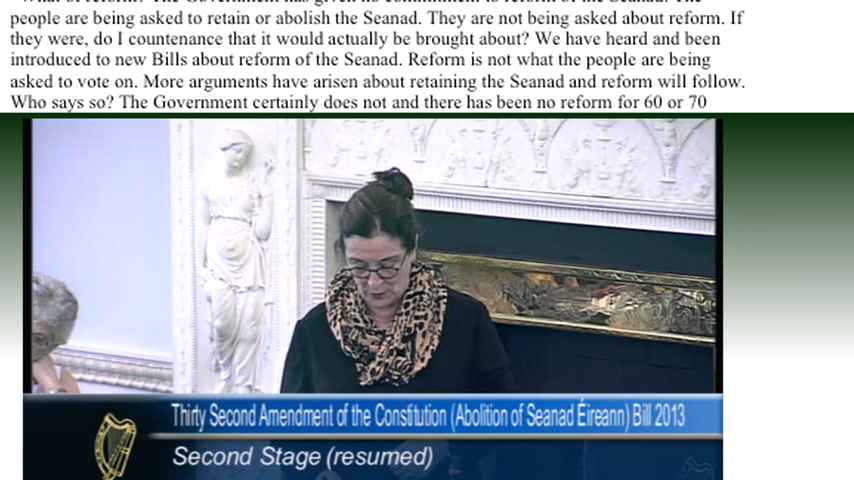 people are being asked to retain or abolish the Seanad. They are not being asked about reform. If
they were, do I countenance that it would actually be brought about? We have heard and been
introduced to new Bills about reform of the Seanad. Reform is not what the people are being
asked to vote on. More arguments have arisen about retaining the Seanad and reform will follow.
Who says so? The Government certainly does not and there has been no reform for 60 or 70
Thirty Second Amendment of the Constitution (Abolition of Seanad Éireann) Bill 2013
Second Stage (resumed)